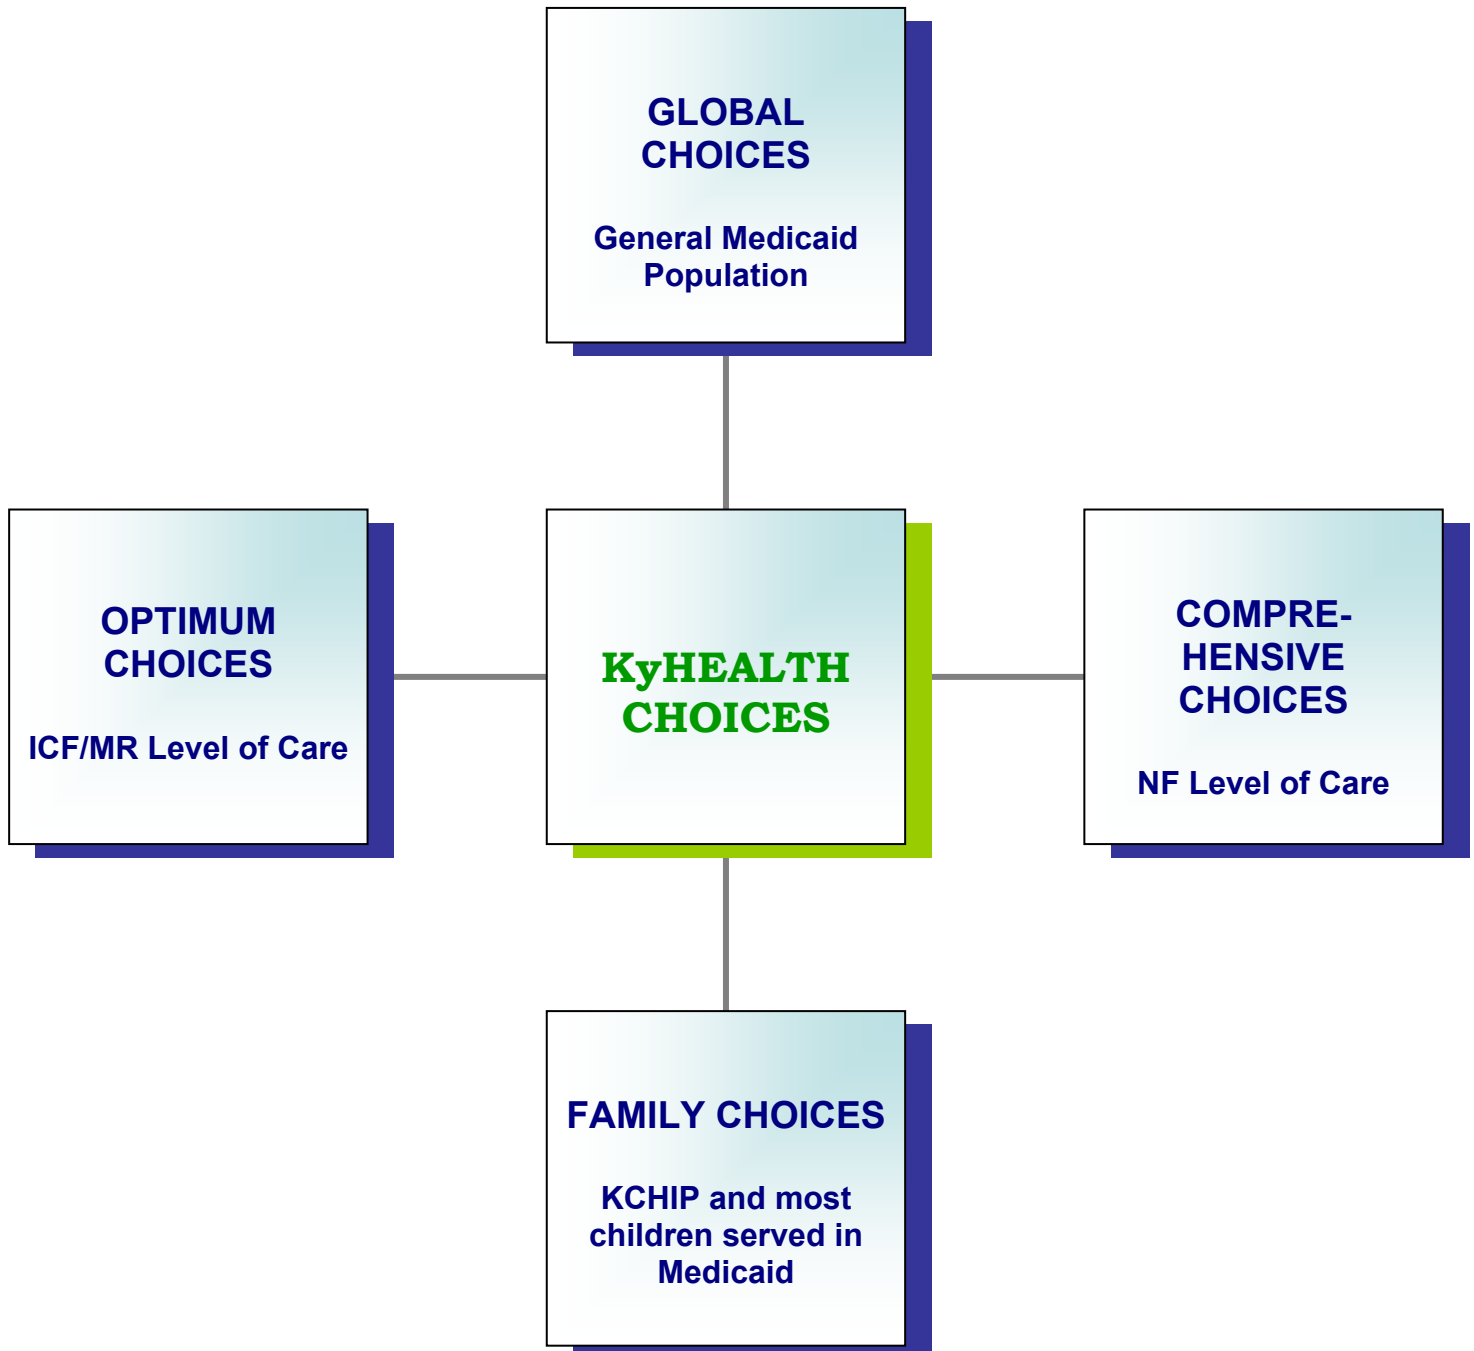 GLOBAL
CHOICES
General Medicaid
Population
OPTIMUM
CHOICES
ICF/MR Level of Care
KyHEALTH
CHOICES
COMPRE-
HENSIVE
CHOICES
NF Level of Care
FAMILY CHOICES
KCHIP and most
children served in
Medicaid